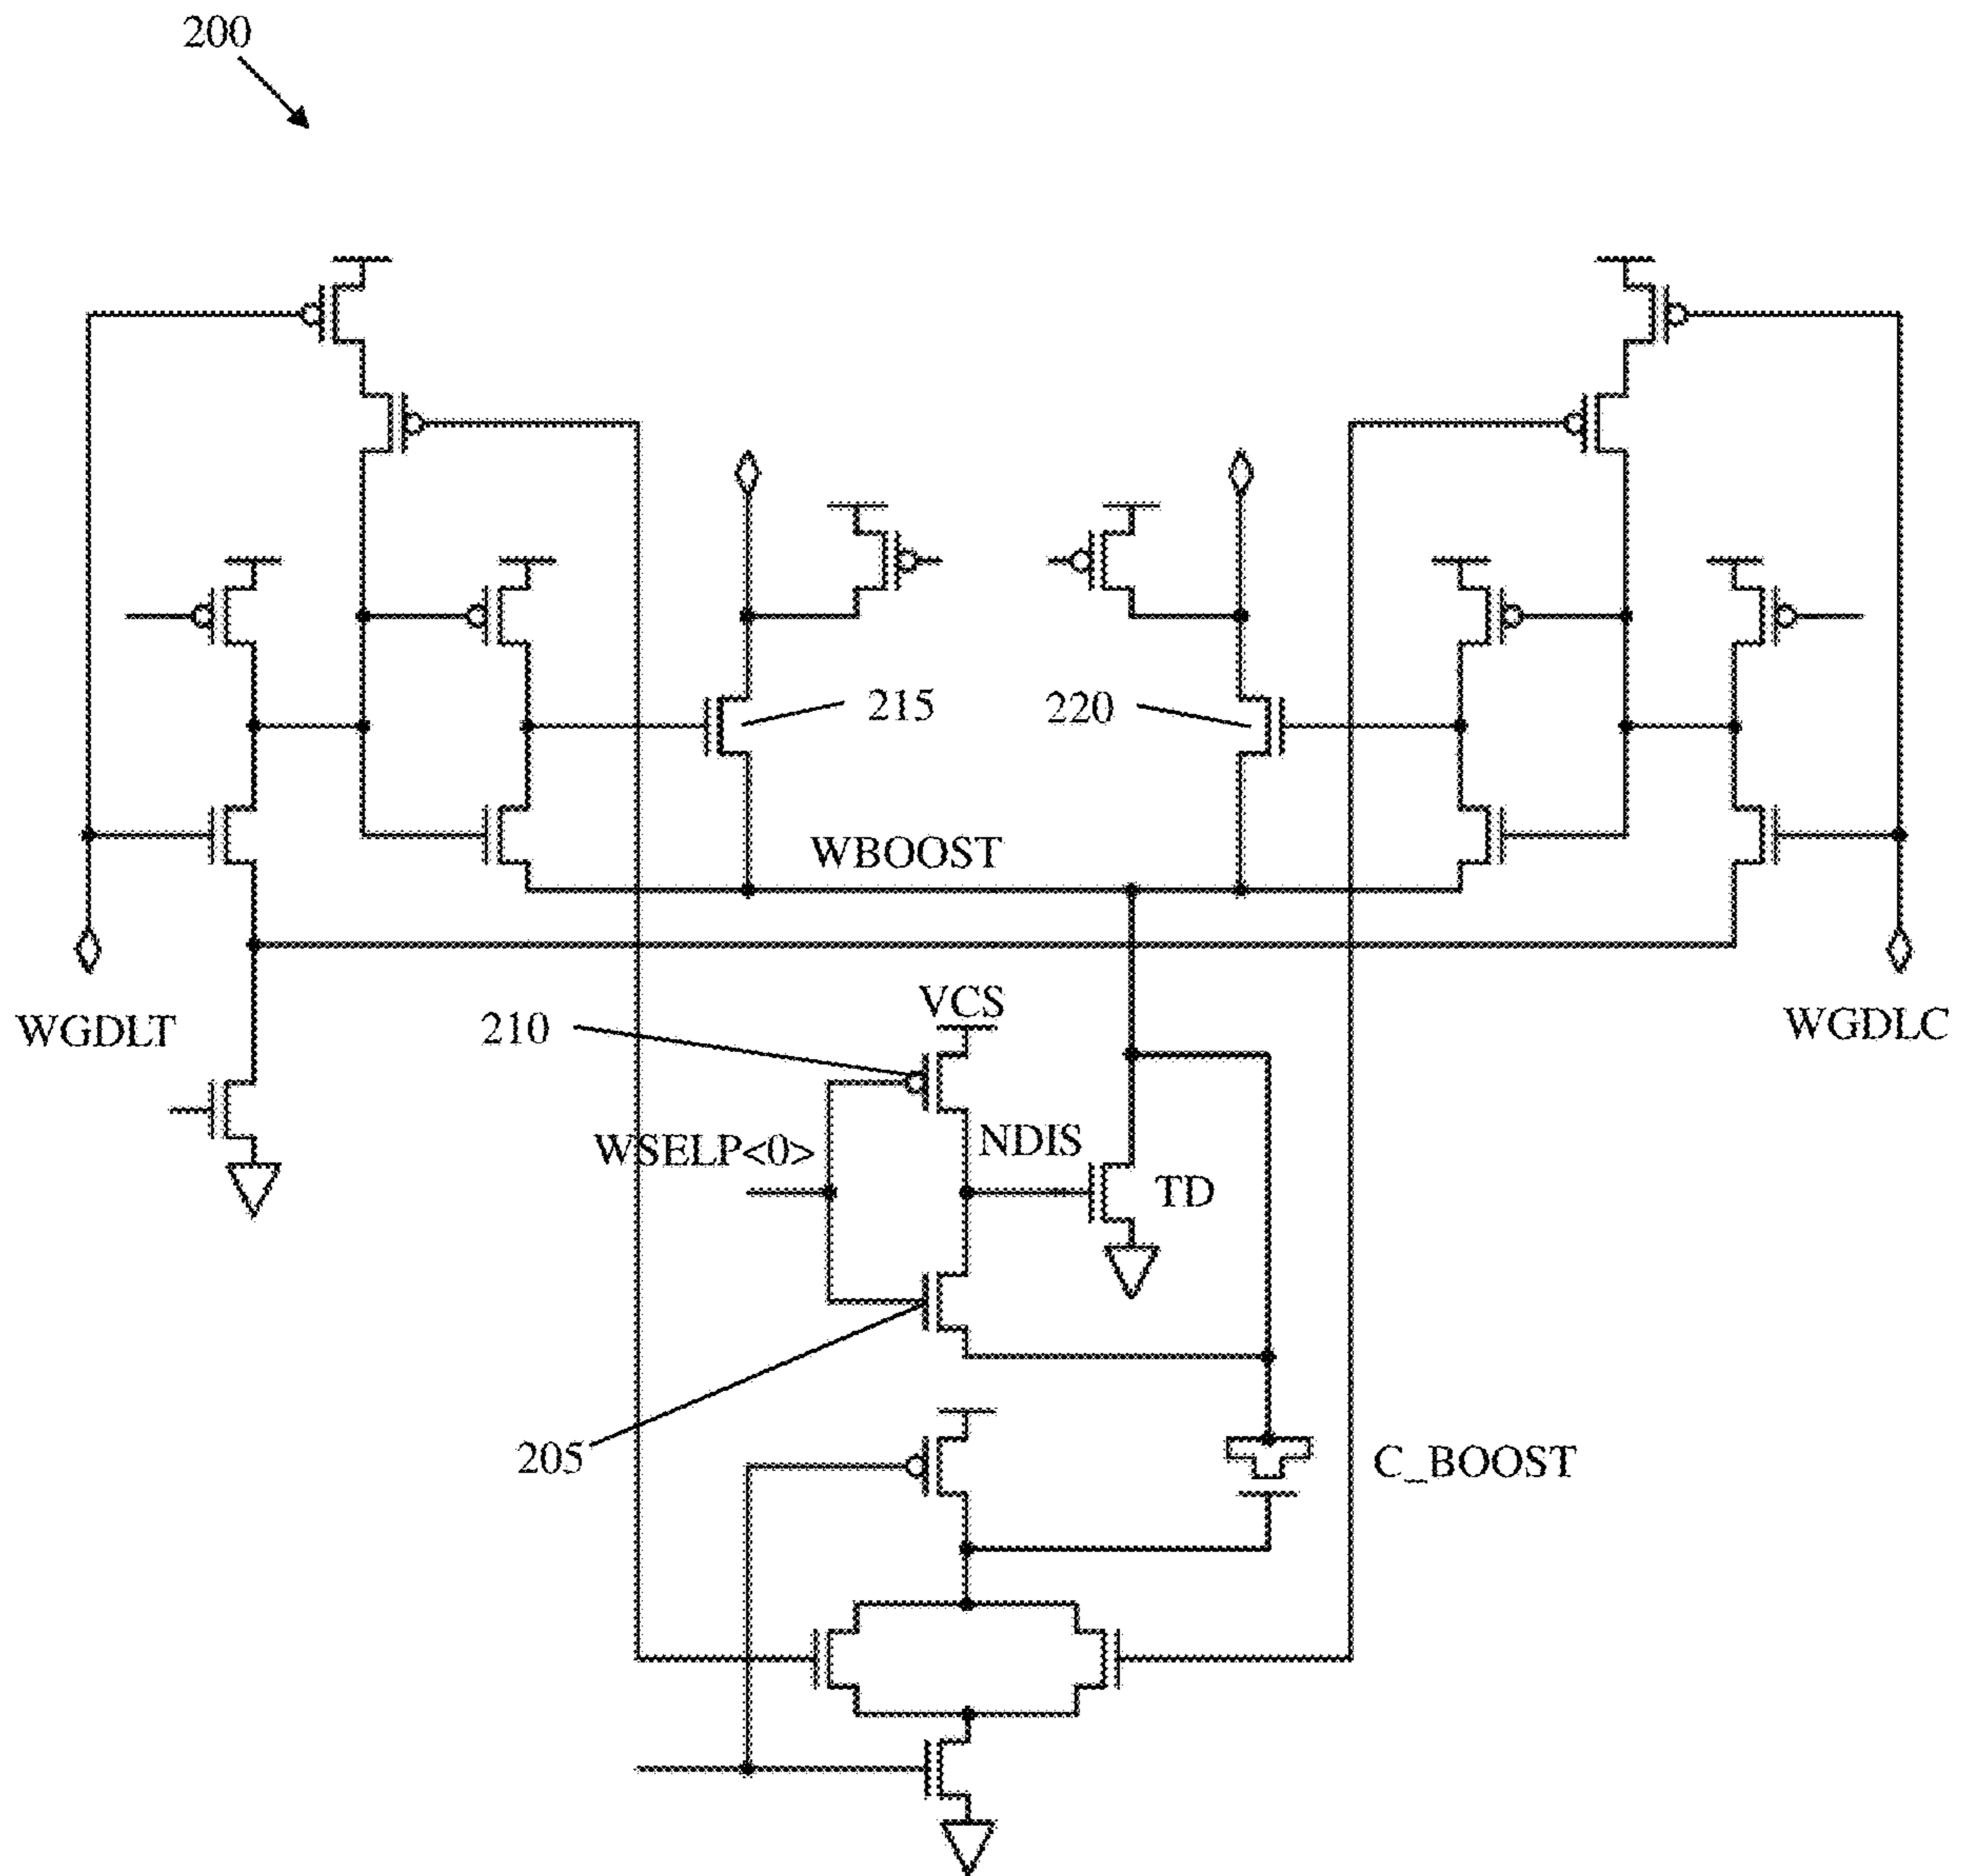 200
215
220
WBOOST
WGDLT
210
VCS
WGDLC
WSELP<0>
NDIS
TD
205
C_BOOST